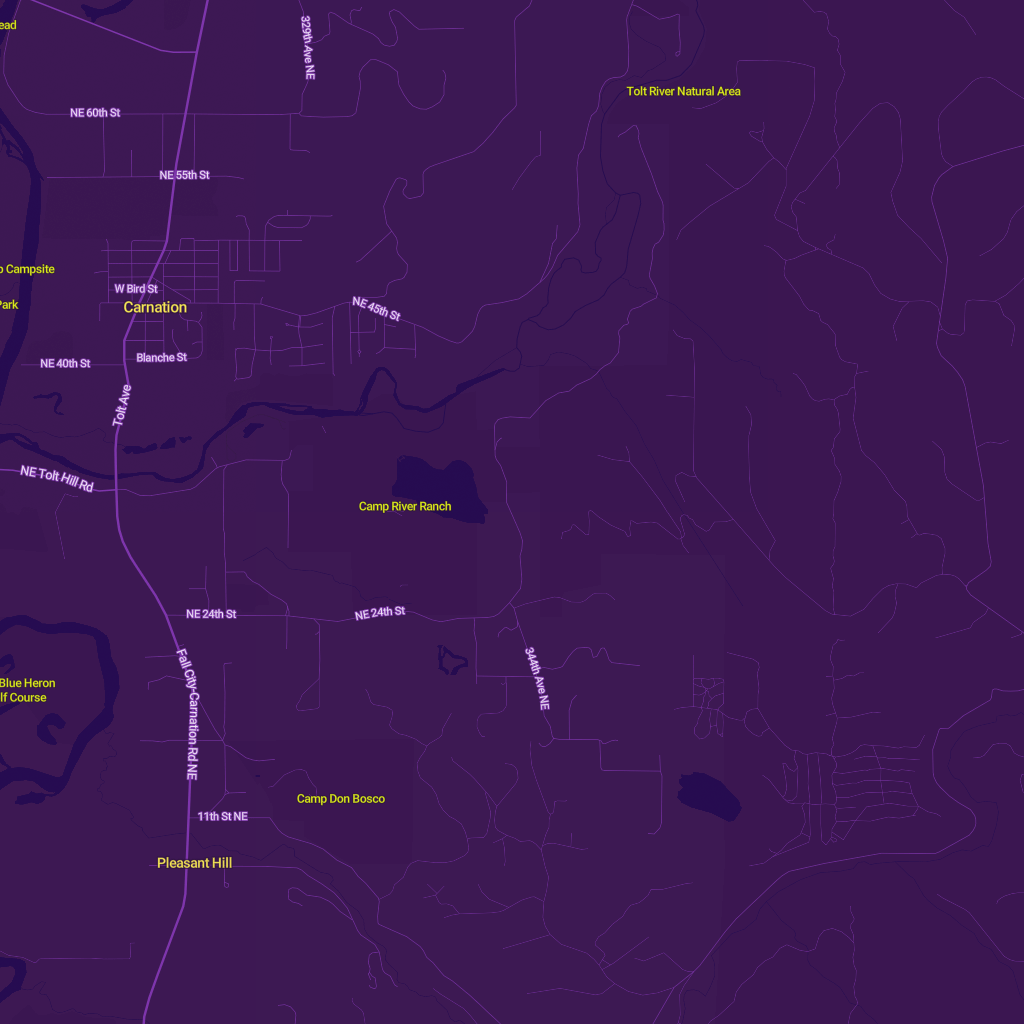 ead
329th Ave NE
Tolt River Natural Area
NE 60th St
NE 55th St
Campsite
W Bird St
Park
Carnation
NE 45th St
Blanche St
NE 40th St
Tolt Ave
NE Tolt Hill Rd
Camp River Ranch
NE 24th St
NE 24th St
Fall City-Carnation Rd NE
344th Ave NE
Blue Heron
lf Course
Camp Don Bosco
11th St NE
Pleasant Hill